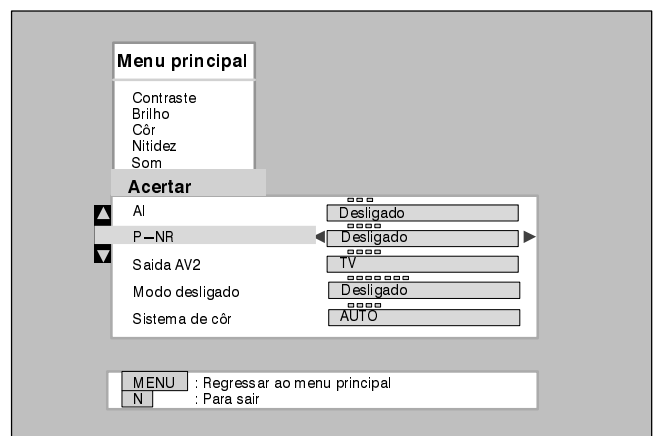 Menu principal
Contraste
Brilho
Côr
Nitidez
Som
Acertar
AI Desligado
P–NR Desligado
Saida AV2 TV
Modo desligado Desligado
Sistema de côr AUTO
MENU : Regressar ao menu principal
N : Para sair